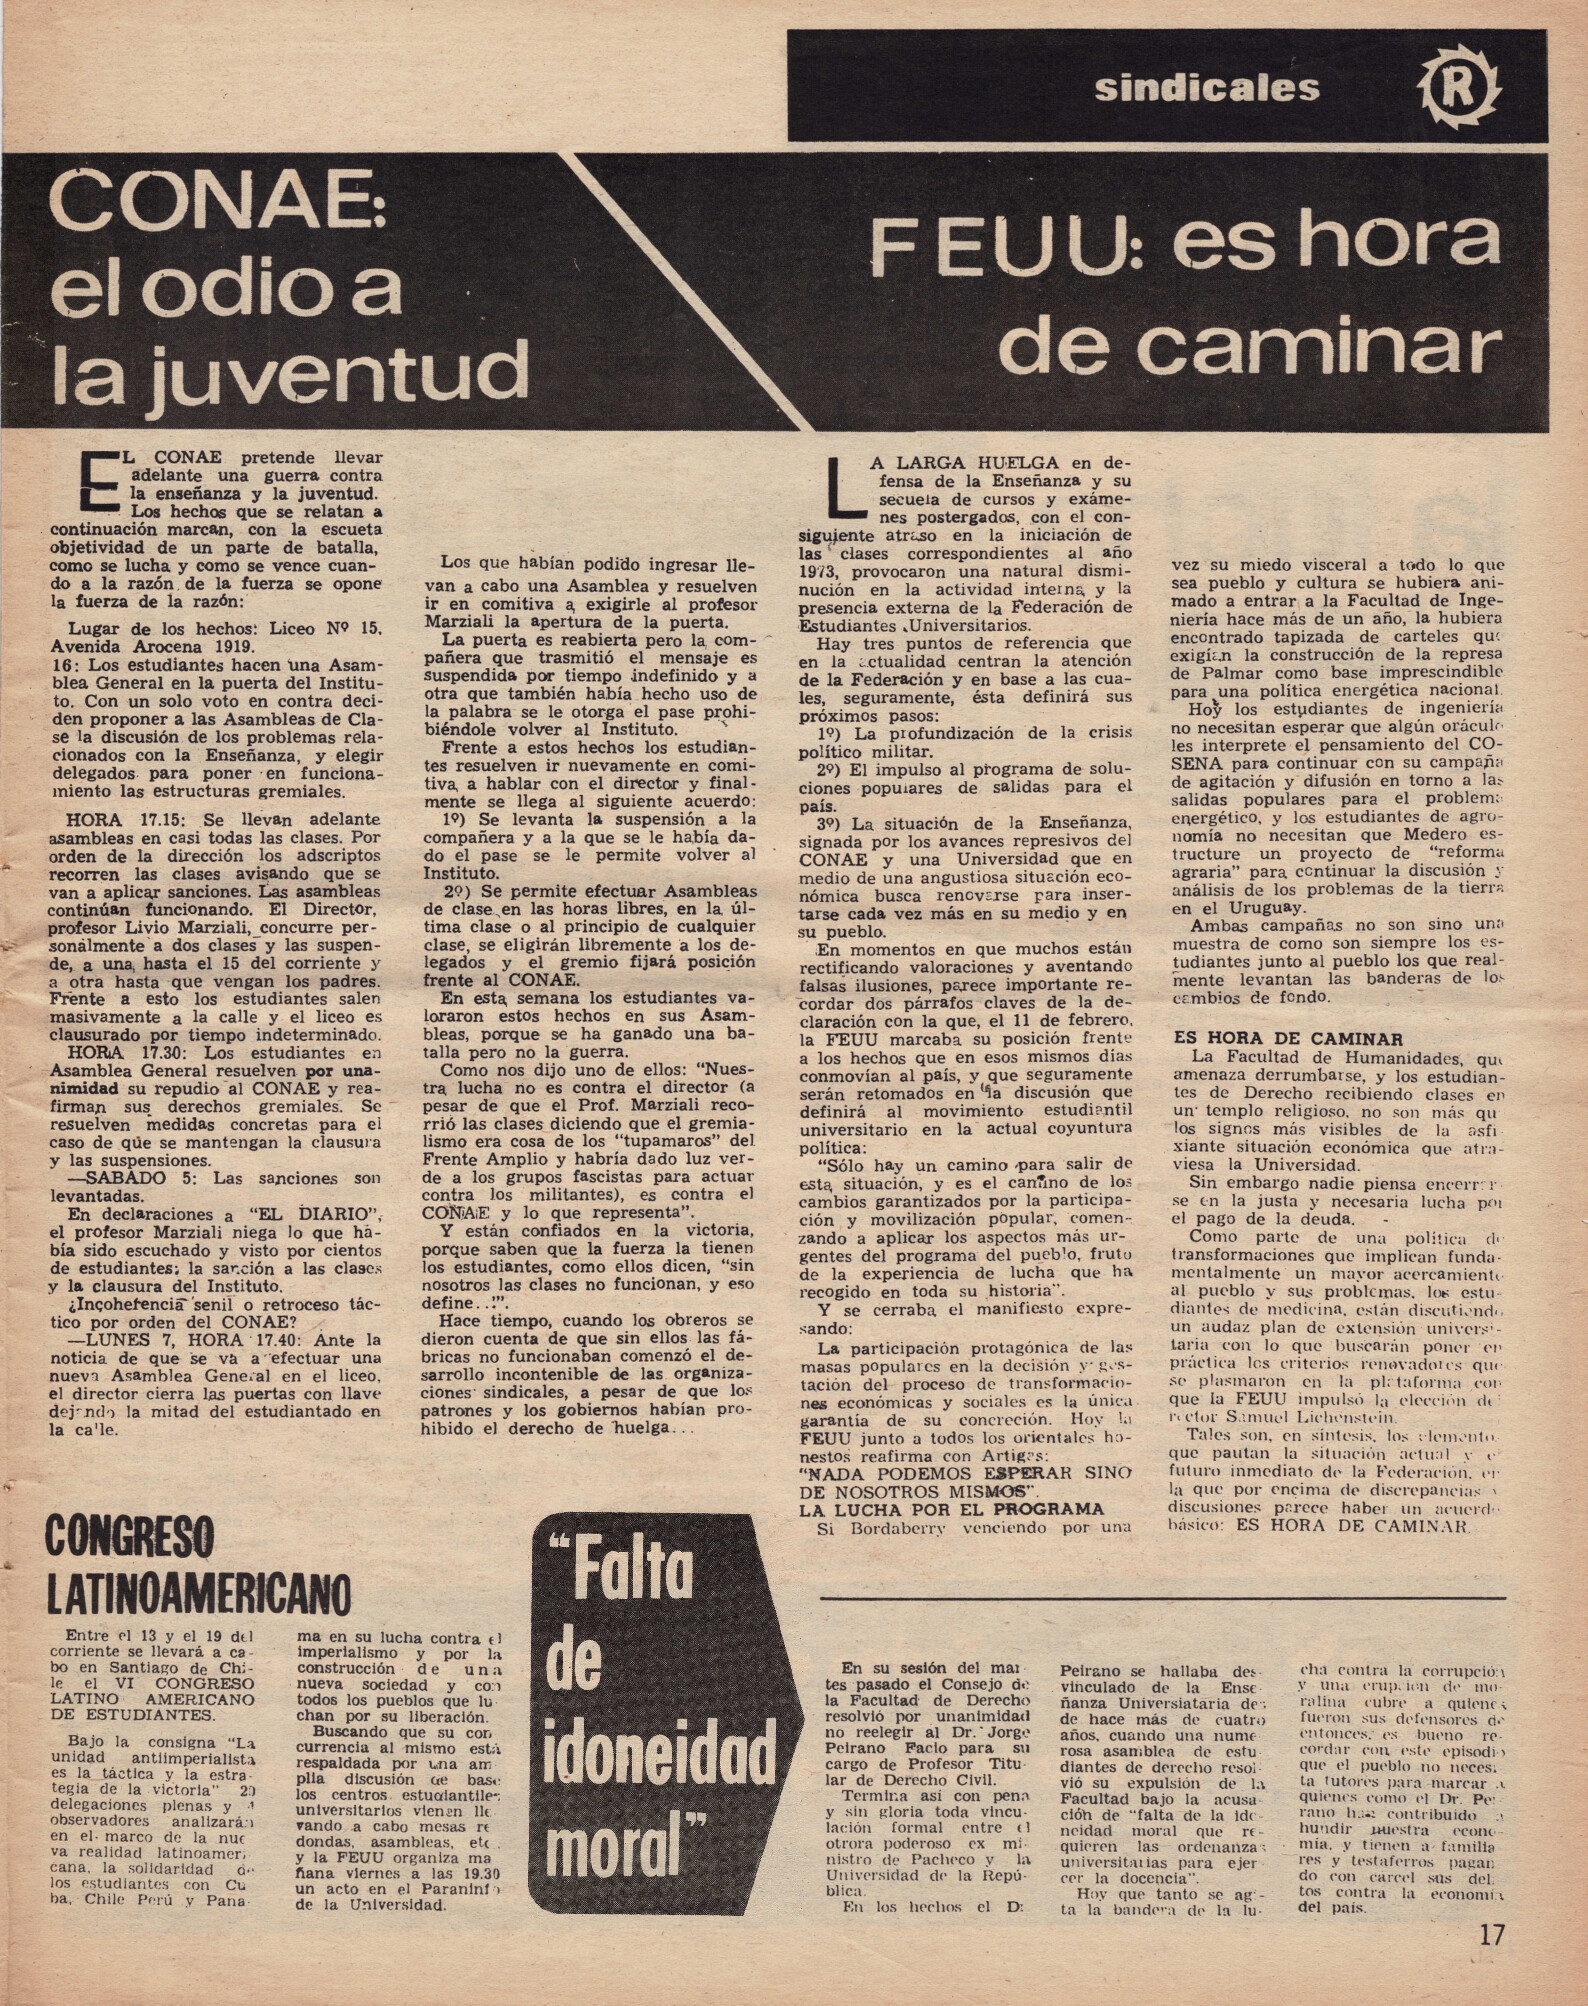 sindicales
R
CONAE:
el odio a
la juventud
FEUU: es hora
de caminar
EL CONAE pretende llevar
adelante una guerra contra
la enseñanza y la juventud.
Los hechos que se relatan a
continuación marcan, con la escueta
objetividad de un parte de batalla,
como se lucha y como se vence cuan-
do a la razón de la fuerza se opone
la fuerza de la razón:
Lugar de los hechos: Liceo Nº 15,
Avenida Arocena 1919.
16: Los estudiantes hacen una Asam-
blea General en la puerta del Institu-
to. Con un solo voto en contra deci-
den proponer a las Asambleas de Cla-
se la discusión de los problemas rela-
cionados con la Enseñanza, y elegir
delegados para poner en funciona-
miento las estructuras gremiales.
HORA 17.15: Se llevan adelante
asambleas en casi todas las clases. Por
orden de la dirección los adscriptos
recorren las clases avisando que se
van a aplicar sanciones. Las asambleas
continúan funcionando. El Director,
profesor Livio Marziali, concurre per-
sonalmente a dos clases y las suspen-
de, a una, hasta el 15 del corriente y
a otra hasta que vengan los padres.
Frente a esto los estudiantes salen
masivamente a la calle y el liceo es
clausurado por tiempo indeterminado.
HORA 17.30: Los estudiantes en
Asamblea General resuelven por una-
nimidad su repudio al CONAE y rea-
firman sus derechos gremiales. Se
resuelven medidas concretas para el
caso de que se mantengan la clausura
y las suspensiones.
—SABADO 5: Las sanciones son
levantadas.
En declaraciones a "EL DIARIO",
el profesor Marziali niega lo que ha-
bía sido escuchado y visto por cientos
de estudiantes: la sanción a las clases
y la clausura del Instituto.
¿Incoherencia senil o retroceso tác-
tico por orden del CONAE?
—LUNES 7, HORA 17.40: Ante la
noticia de que se va a efectuar una
nueva Asamblea General en el liceo,
el director cierra las puertas con llave
dejando la mitad del estudiantado en
la calle.
Los que habían podido ingresar lle-
van a cabo una Asamblea y resuelven
ir en comitiva a exigirle al profesor
Marziali la apertura de la puerta.
La puerta es reabierta pero la com-
pañera que trasmitió el mensaje es
suspendida por tiempo indefinido y a
otra que también había hecho uso de
la palabra se le otorga el pase prohi-
biéndole volver al Instituto.
Frente a estos hechos los estudian-
tes resuelven ir nuevamente en comi-
tiva a hablar con el director y final-
mente se llega al siguiente acuerdo:
1º) Se levanta la suspensión a la
compañera y a la que se le había da-
do el pase se le permite volver al
Instituto.
2º) Se permite efectuar Asambleas
de clase en las horas libres, en la úl-
tima clase o al principio de cualquier
clase, se eligirán libremente a los de-
legados y el gremio fijará posición
frente al CONAE.
En esta semana los estudiantes va-
loraron estos hechos en sus Asam-
bleas, porque se ha ganado una ba-
talla pero no la guerra.
Como nos dijo uno de ellos: "Nues-
tra lucha no es contra el director (a
pesar de que el Prof. Marziali reco-
rrió las clases diciendo que el gremia-
lismo era cosa de los "tupamaros" del
Frente Amplio y habría dado luz ver-
de a los grupos fascistas para actuar
contra los militantes), es contra el
CONAE y lo que representa".
Y están confiados en la victoria,
porque saben que la fuerza la tienen
los estudiantes, como ellos dicen, "sin
nosotros las clases no funcionan, y eso
define...".
Hace tiempo, cuando los obreros se
dieron cuenta de que sin ellos las fá-
bricas no funcionaban comenzó el de-
sarrollo incontenible de las organiza-
ciones sindicales, a pesar de que los
patrones y los gobiernos habían pro-
hibido el derecho de huelga...
LA LARGA HUELGA en de-
fensa de la Enseñanza y su
secuela de cursos y exáme-
nes postergados, con el con-
siguiente atraso en la iniciación de
las clases correspondientes al año
1973, provocaron una natural dismi-
nución en la actividad interna y la
presencia externa de la Federación de
Estudiantes Universitarios.
Hay tres puntos de referencia que
en la actualidad centran la atención
de la Federación y en base a las cua-
les, seguramente, ésta definirá sus
próximos pasos:
1º) La profundización de la crisis
político militar.
2º) El impulso al programa de solu-
ciones populares de salidas para el
país.
3º) La situación de la Enseñanza,
signada por los avances represivos del
CONAE y una Universidad que en
medio de una angustiosa situación eco-
nómica busca renovarse para inser-
tarse cada vez más en su medio y en
su pueblo.
En momentos en que muchos están
rectificando valoraciones y aventando
falsas ilusiones, parece importante re-
cordar dos párrafos claves de la de-
claración con la que, el 11 de febrero,
la FEUU marcaba su posición frente
a los hechos que en esos mismos días
conmovían al país, y que seguramente
serán retomados en la discusión que
definirá al movimiento estudiantil
universitario en la actual coyuntura
política:
"Sólo hay un camino para salir de
esta situación, y es el camino de los
cambios garantizados por la participa-
ción y movilización popular, comen-
zando a aplicar los aspectos más ur-
gentes del programa del pueblo, fruto
de la experiencia de lucha que ha
recogido en toda su historia".
Y se cerraba el manifiesto expre-
sando:
La participación protagónica de las
masas populares en la decisión y ges-
tación del proceso de transformacio-
nes económicas y sociales es la única
garantía de su concreción. Hoy la
FEUU junto a todos los orientales ho-
nestos reafirma con Artigas:
"NADA PODEMOS ESPERAR SINO
DE NOSOTROS MISMOS".
LA LUCHA POR EL PROGRAMA
Si Bordaberry venciendo por una
vez su miedo visceral a todo lo que
sea pueblo y cultura se hubiera ani-
mado a entrar a la Facultad de Inge-
niería hace más de un año, la hubiera
encontrado tapizada de carteles que
exigían la construcción de la represa
de Palmar como base imprescindible
para una política energética nacional.
Hoy los estudiantes de ingeniería
no necesitan esperar que algún oráculo
les interprete el pensamiento del CO-
SENA para continuar con su campaña
de agitación y difusión en torno a las
salidas populares para el problema
energético, y los estudiantes de agro-
nomía no necesitan que Medero es-
tructure un proyecto de "reforma
agraria" para continuar la discusión y
análisis de los problemas de la tierra
en el Uruguay.
Ambas campañas no son sino una
muestra de como son siempre los es-
tudiantes junto al pueblo los que real-
mente levantan las banderas de los
cambios de fondo.
ES HORA DE CAMINAR
La Facultad de Humanidades, que
amenaza derrumbarse, y los estudian-
tes de Derecho recibiendo clases en
un templo religioso, no son más qu
los signos más visibles de la asfi-
xiante situación económica que atra-
viesa la Universidad.
Sin embargo nadie piensa encerrar-
se en la justa y necesaria lucha por
el pago de la deuda.
Como parte de una política de
transformaciones que implican funda-
mentalmente un mayor acercamiento
al pueblo y sus problemas, los estu-
diantes de medicina, están discutiendo
un audaz plan de extensión universi-
taria con lo que buscarán poner en
práctica los criterios renovadores que
se plasmaron en la plataforma con
que la FEUU impulsó la elección del
rector Samuel Lichenstein.
Tales son, en síntesis, los elemento.
que pautan la situación actual y e
futuro inmediato de la Federación, en
la que por encima de discrepancias y
discusiones parece haber un acuerdo
básico: ES HORA DE CAMINAR.
CONGRESO
LATINOAMERICANO
Entre el 13 y el 19 del
corriente se llevará a ca-
bo en Santiago de Chi-
le el VI CONGRESO
LATINO AMERICANO
DE ESTUDIANTES.
Bajo la consigna "La
unidad antiimperialista
es la táctica y la estra-
tegia de la victoria" 20
delegaciones plenas y 4
observadores analizarán
en el marco de la nue
va realidad latinoameri
cana, la solidaridad de
los estudiantes con Cu
ba, Chile Perú y Pana-
ma en su lucha contra el
imperialismo y por la
construcción de una
nueva sociedad y con
todos los pueblos que lu
chan por su liberación.
Buscando que su con
currencia al mismo está
respaldada por una am
plia discusión de base
los centros estudiantiles
universitarios vienen lle
vando a cabo mesas re
dondas, asambleas, etc.
y la FEUU organiza ma
ñana viernes a las 19.30
un acto en el Paraninfo
de la Universidad.
"Falta
de
idoneidad
moral"
En su sesión del mar
tes pasado el Consejo de
la Facultad de Derecho
resolvió por unanimidad
no reelegir al Dr. Jorge
Peirano Facio para su
cargo de Profesor Titu-
lar de Derecho Civil.
Termina así con pena
y sin gloria toda vincu-
lación formal entre el
otrora poderoso ex mi-
nistro de Pacheco y la
Universidad de la Repú-
blica.
En los hechos el D:
Peirano se hallaba des-
vinculado de la Ense-
ñanza Universiataria des
de hace más de cuatro
años, cuando una nume
rosa asamblea de estu-
diantes de derecho resol-
vió su expulsión de la
Facultad bajo la acusa-
ción de "falta de la ido-
neidad moral que re-
quieren las ordenanzas
universitarias para ejer-
cer la docencia".
Hoy que tanto se agi-
ta la bandera de la lu-
cha contra la corrupción
y una erupción de mo-
ralina cubre a quienes
fueron sus defensores de
entonces, es bueno re-
cordar con este episodio
que el pueblo no necesi
ta tutores para marcar a
quienes como el Dr. Pei
rano han contribuido a
hundir nuestra econo-
mía, y tienen a familia
res y testaferros pagan
do con carcel sus deli
tos contra la economía
del país.
17